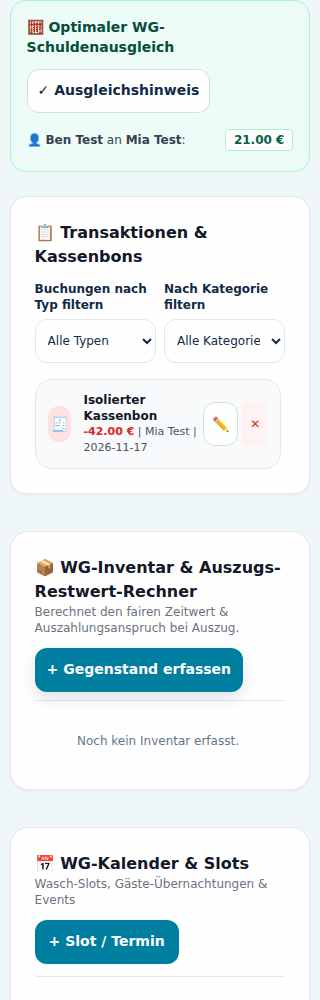 🧮 Optimaler WG-
Schuldenausgleich
✓ Ausgleichshinweis
👤 Ben Test an Mia Test: 21.00 €
📋 Transaktionen &
Kassenbons
Buchungen nach Typ filtern
Nach Kategorie filtern
Alle Typen
Alle Kategorie
🧾 Isolierter
Kassenbon
-42.00 € | Mia Test |
2026-11-17
✏️ ×
📦 WG-Inventar & Auszugs-
Restwert-Rechner
Berechnet den fairen Zeitwert &
Auszahlungsanspruch bei Auszug.
+ Gegenstand erfassen
Noch kein Inventar erfasst.
📅 WG-Kalender & Slots
Wasch-Slots, Gäste-Übernachtungen &
Events
+ Slot / Termin